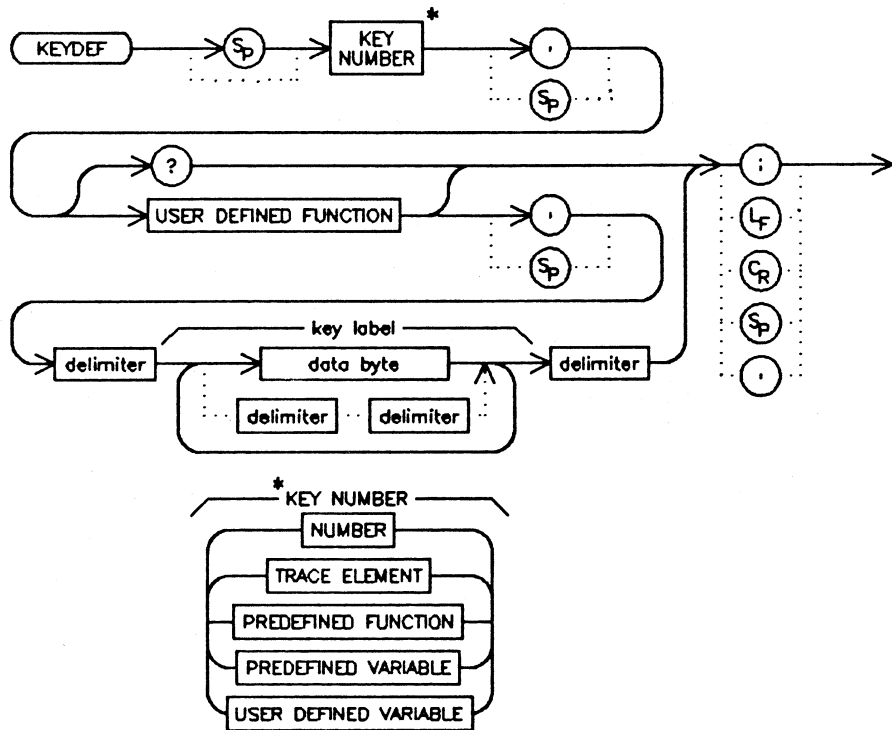 KEYDEF
SP
KEY NUMBER
*
,
SP
?
USER DEFINED FUNCTION
,
SP
;
LF
CR
SP
,
key label
delimiter
data byte
delimiter
delimiter
delimiter
*
KEY NUMBER
NUMBER
TRACE ELEMENT
PREDEFINED FUNCTION
PREDEFINED VARIABLE
USER DEFINED VARIABLE